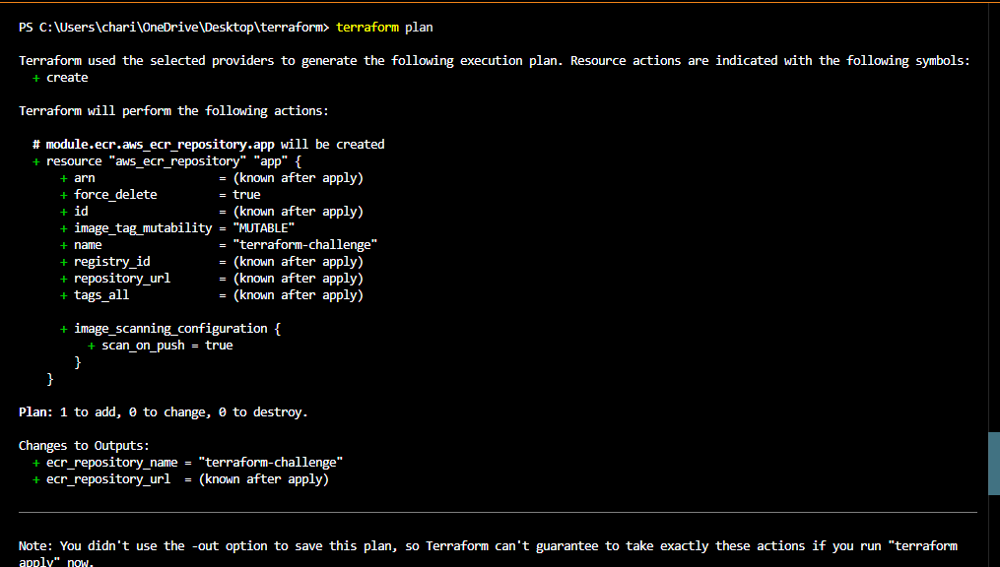 PS C:\Users\chari\OneDrive\Desktop\terraform> terraform plan
Terraform used the selected providers to generate the following execution plan. Resource actions are indicated with the following symbols:
+ create
Terraform will perform the following actions:
# module.ecr.aws_ecr_repository.app will be created
+ resource "aws_ecr_repository" "app" {
+ arn = (known after apply)
+ force_delete = true
+ id = (known after apply)
+ image_tag_mutability = "MUTABLE"
+ name = "terraform-challenge"
+ registry_id = (known after apply)
+ repository_url = (known after apply)
+ tags_all = (known after apply)
+ image_scanning_configuration {
+ scan_on_push = true
}
}
Plan: 1 to add, 0 to change, 0 to destroy.
Changes to Outputs:
+ ecr_repository_name = "terraform-challenge"
+ ecr_repository_url = (known after apply)
Note: You didn't use the -out option to save this plan, so Terraform can't guarantee to take exactly these actions if you run "terraform
apply" now.